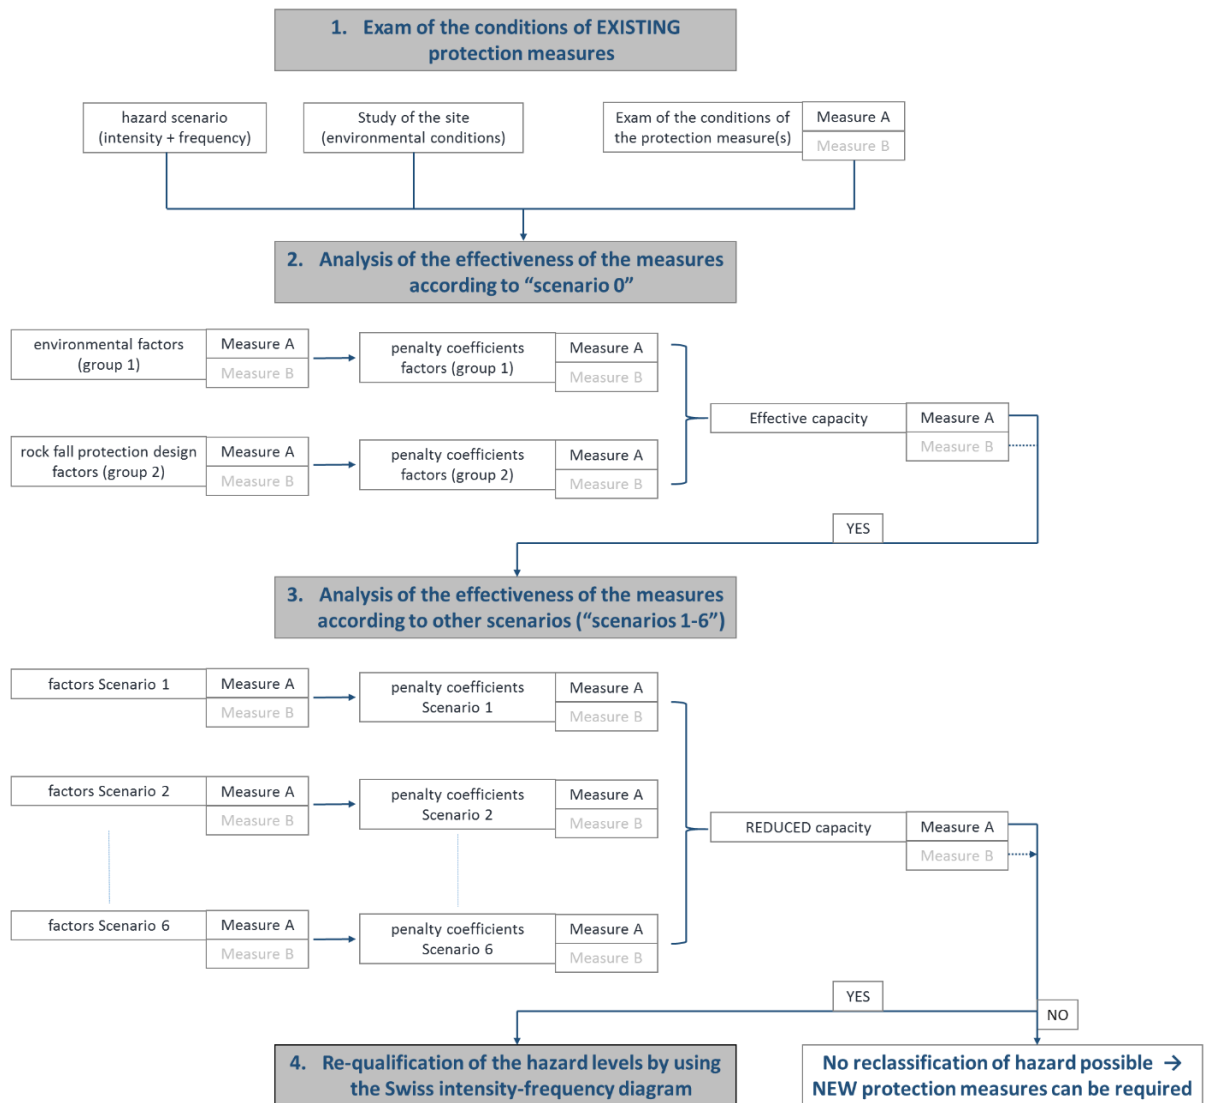 1. Exam of the conditions of EXISTING
protection measures
hazard scenario
(intensity + frequency)
Study of the site
(environmental conditions)
Exam of the conditions of
the protection measure(s)
Measure A
Measure B
2. Analysis of the effectiveness of the measures
according to “scenario 0”
environmental factors
(group 1)
Measure A
Measure B
penalty coefficients
factors (group 1)
Measure A
Measure B
rock fall protection design
factors (group 2)
Measure A
Measure B
penalty coefficients
factors (group 2)
Measure A
Measure B
Effective capacity
Measure A
Measure B
YES
3. Analysis of the effectiveness of the measures
according to other scenarios (“scenarios 1-6”)
factors Scenario 1
Measure A
Measure B
penalty coefficients
Scenario 1
Measure A
Measure B
factors Scenario 2
Measure A
Measure B
penalty coefficients
Scenario 2
Measure A
Measure B
REDUCED capacity
Measure A
Measure B
factors Scenario 6
Measure A
Measure B
penalty coefficients
Scenario 6
Measure A
Measure B
YES
NO
4. Re-qualification of the hazard levels by using
the Swiss intensity-frequency diagram
No reclassification of hazard possible →
NEW protection measures can be required